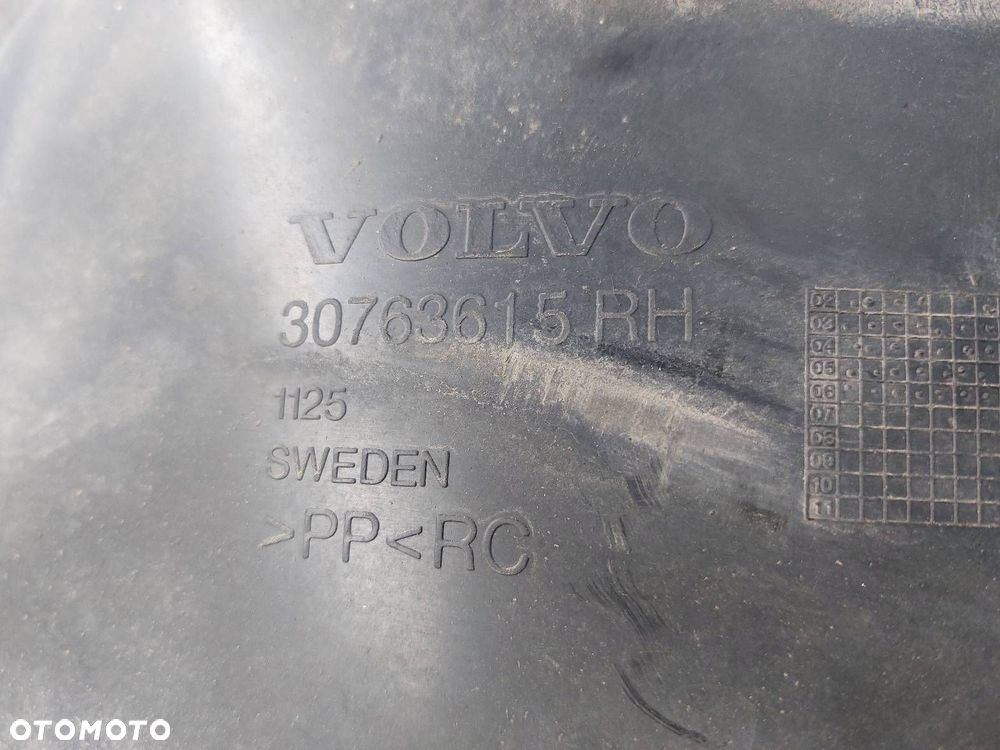 VOLVO
30763615 RH
1125
SWEDEN
>PP<RC
02
03
04
05
06
07
08
09
10
11
OTOMOTO